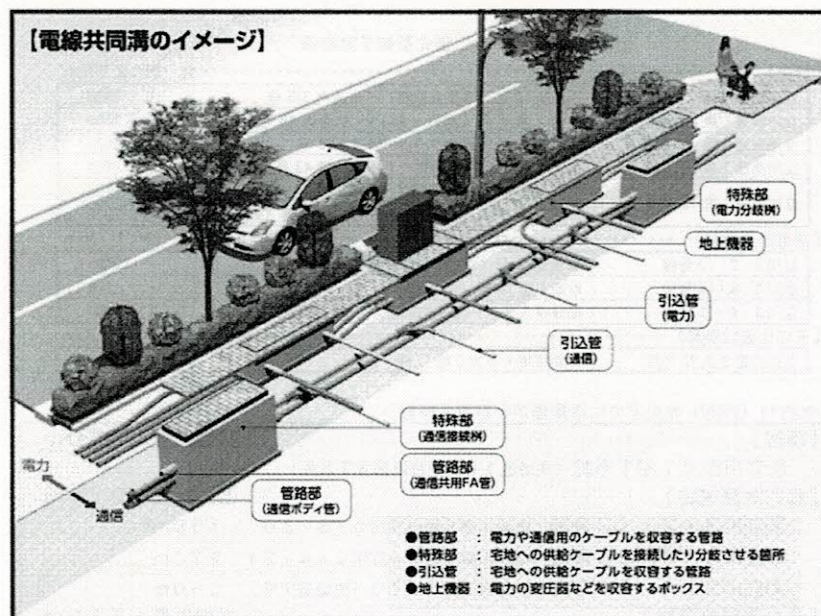 【電線共同溝のイメージ】
特殊部
(電力分岐桝)
地上機器
引込管
(電力)
引込管
(通信)
特殊部
(通信接続桝)
管路部
(通信共用FA管)
管路部
(通信ボディ管)
電力
通信
●管路部 : 電力や通信用のケーブルを収容する管路
●特殊部 : 宅地への供給ケーブルを接続したり分岐させる箇所
●引込管 : 宅地への供給ケーブルを収容する管路
●地上機器 : 電力の変圧器などを収容するボックス